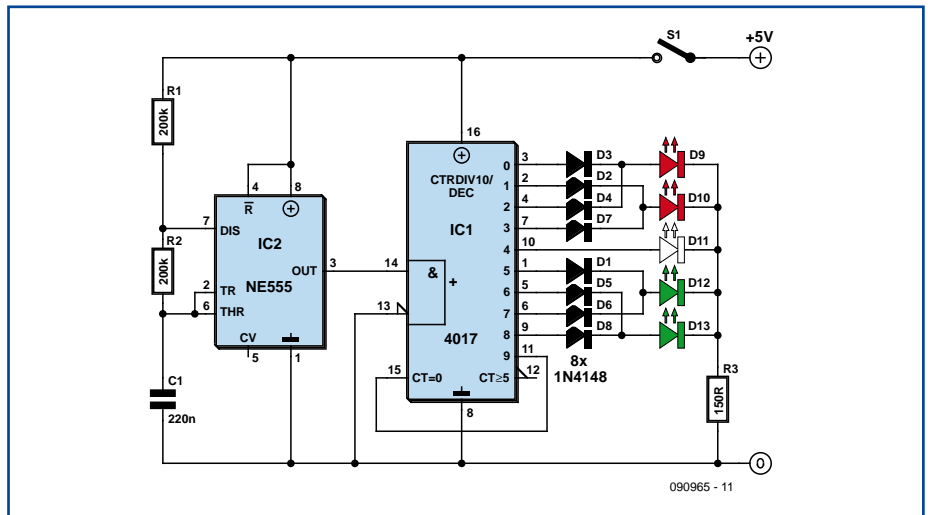 S1
+5V
R1
200k
16
3
D3
D9
0
CTRDIV10/
DEC
2
D2
1
4
8
4
D4
D10
2
R
7
D7
3
7
DIS
IC2
IC1
10
D11
4
R2
200k
OUT
3
14
&
+
1
D1
5
2
TR
NE555
5
D5
D12
6
6
THR
13
6
D6
7
4017
9
D8
D13
8
CV
11
9
8x
1N4148
5
1
15
CT=0
CT≥5
12
R3
150R
C1
220n
8
0
090965 - 11